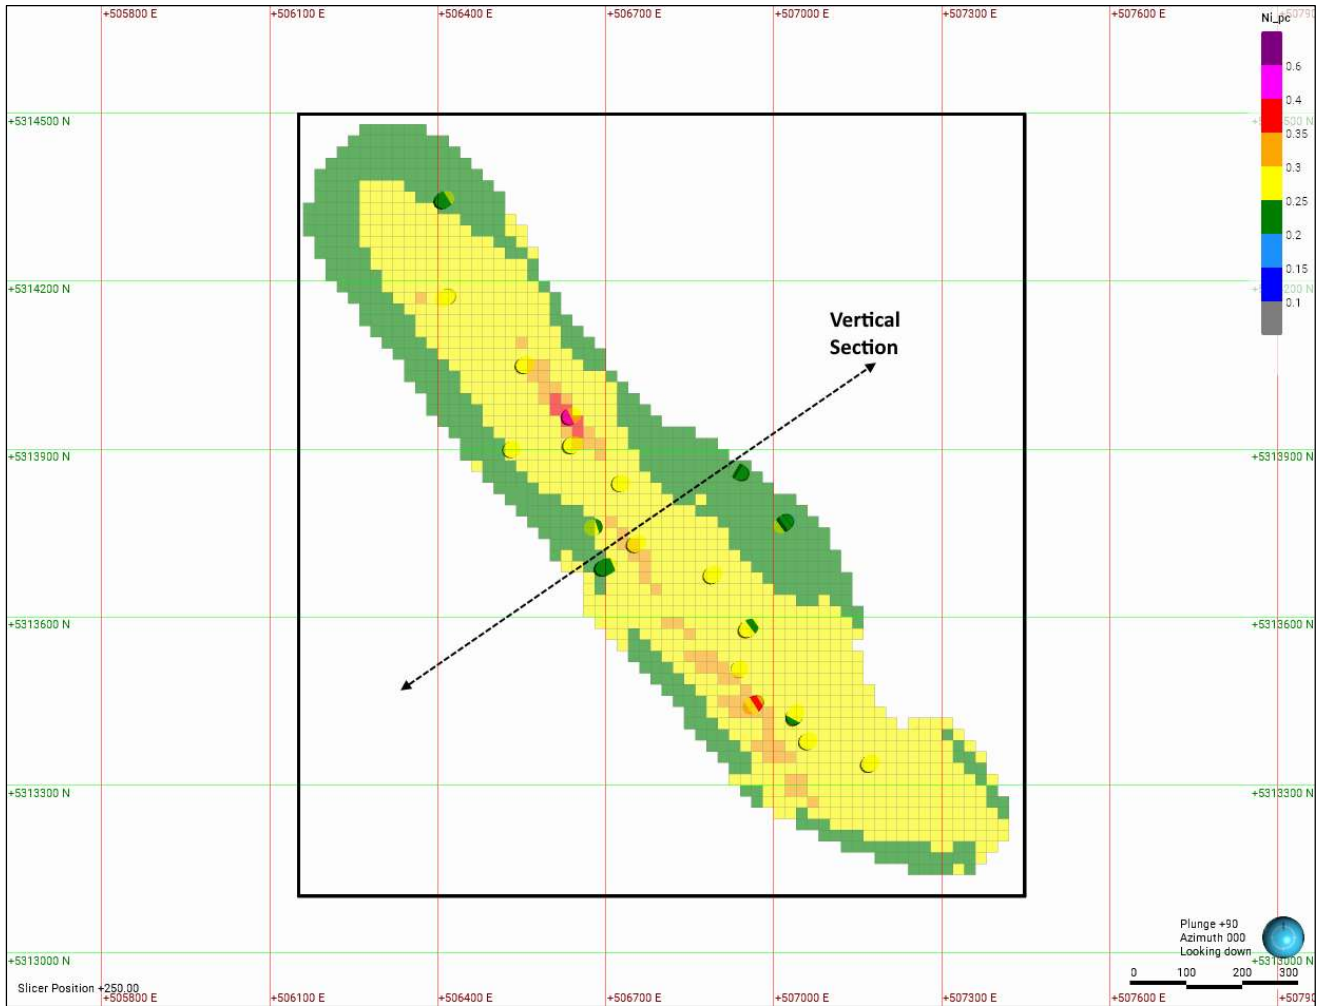 +505800 E
+506100 E
+506400 E
+506700 E
+507000 E
+507300 E
+507600 E
Ni_pc
0.6
0.4
0.35
0.3
0.25
0.2
0.15
0.1
+5314500 N
+5314200 N
Vertical
Section
+5313900 N
+5313900 N
+5313600 N
+5313600 N
+5313300 N
+5313300 N
Plunge +90
Azimuth 000
Looking down
+5313000 N
+5313000 N
0 100 200 300
Slicer Position +250.00
+505800 E
+506100 E
+506400 E
+506700 E
+507000 E
+507300 E
+507600 E